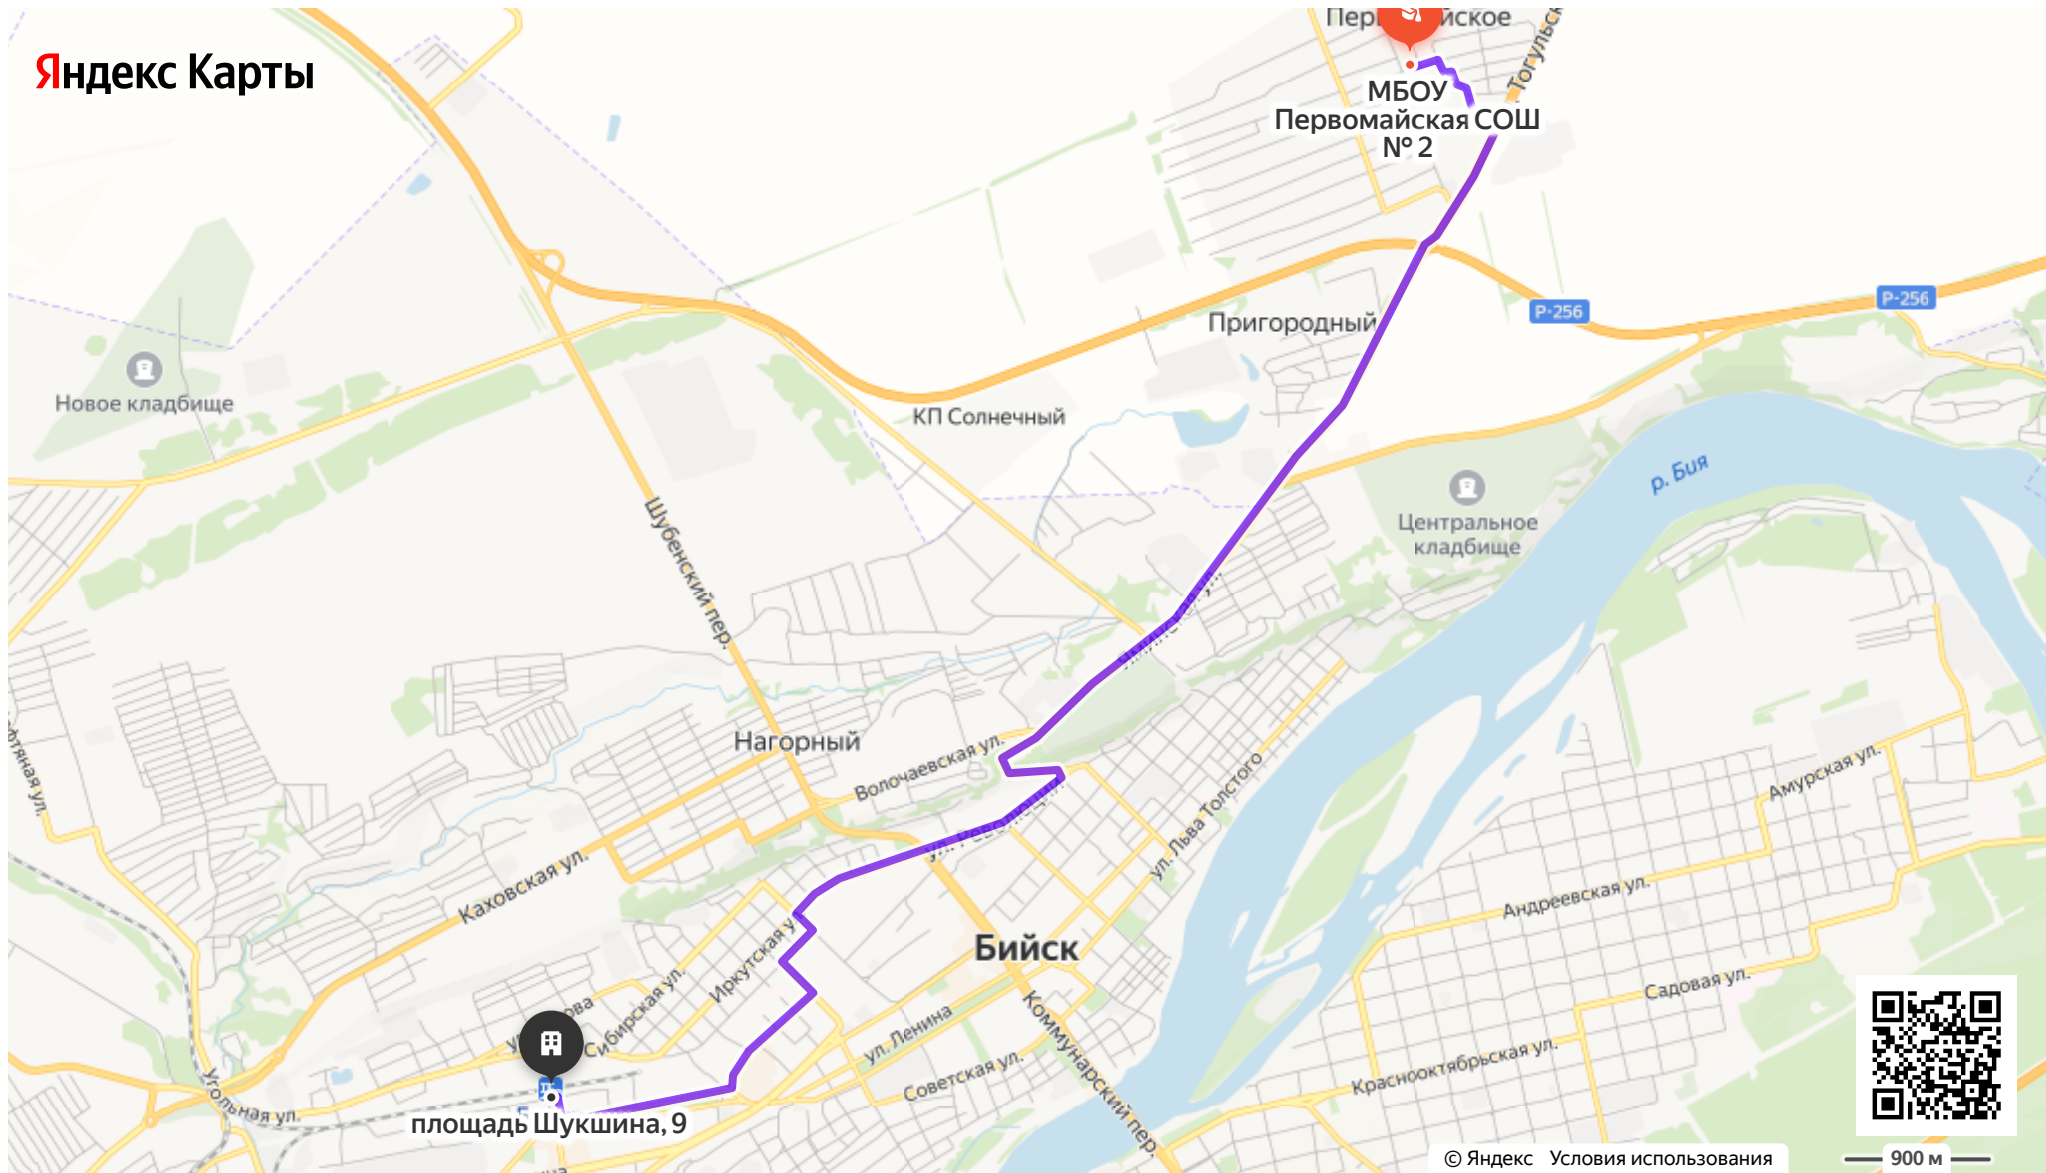 Яндекс Карты
МБОУ
Первомайская СОШ
№ 2
Р-256
Р-256
Пригородный
Новое кладбище
КП Солнечный
р. Бия
Центральное
кладбище
Шубенский пер.
Нагорный
Волочаевская ул.
ул. Льва Толстого
Амурская ул.
Каховская ул.
Андреевская ул.
Бийск
Иркутская у
Сибирская ул.
Садовая ул.
ул. Ленина
Советская ул.
Коммунарский пер.
Краснооктябрьская ул.
Угольная ул.
площадь Шукшина, 9
© Яндекс Условия использования
900 м